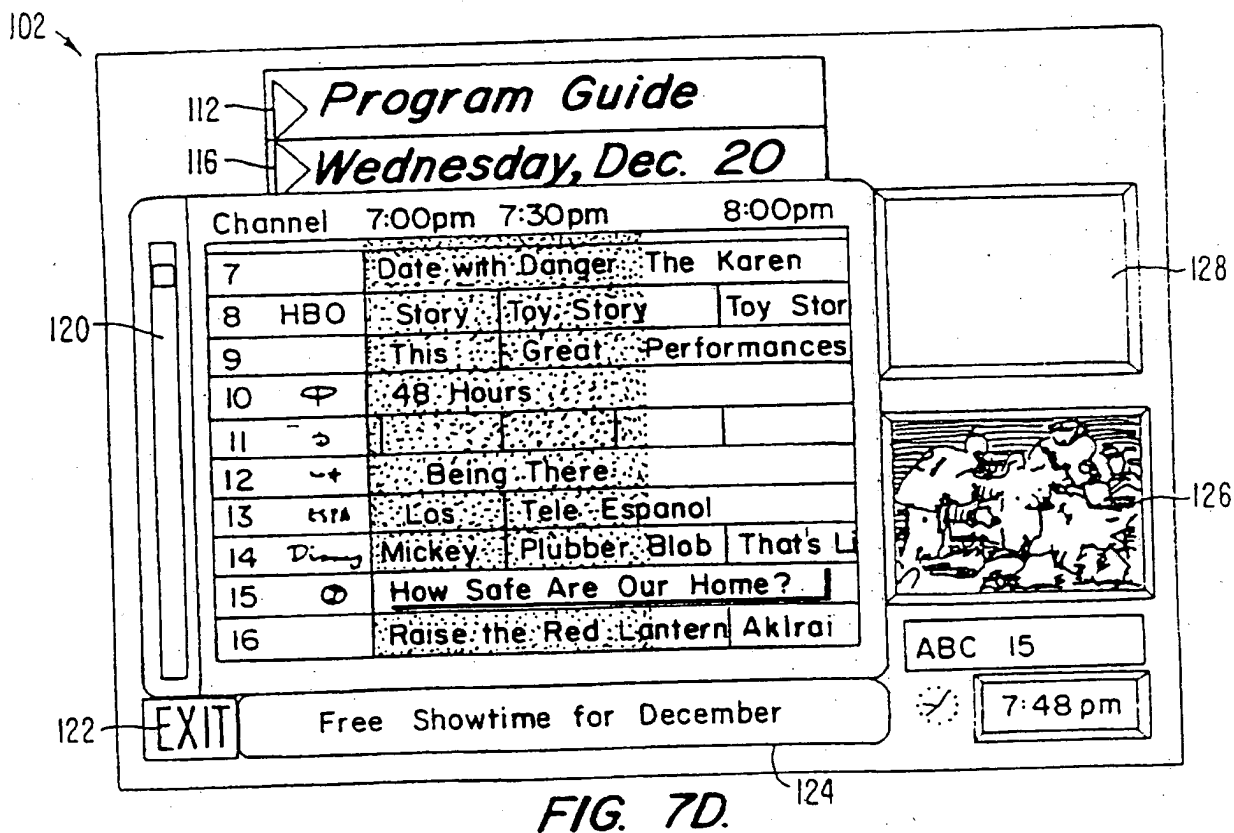 102
112
Program Guide
116
Wednesday, Dec. 20
Channel 7:00pm 7:30pm 8:00pm
7 Date with Danger The Karen
8 HBO Story Toy Story Toy Stor
9 This Great Performances
10 48 Hours
11
12 Being There
13 Los Tele Espanol
14 Mickey Plubber Blob That's Li
15 How Safe Are Our Home?
16 Raise the Red Lantern Akirai
120
128
126
ABC 15
7:48pm
122
EXIT
Free Showtime for December
124
FIG. 7D.